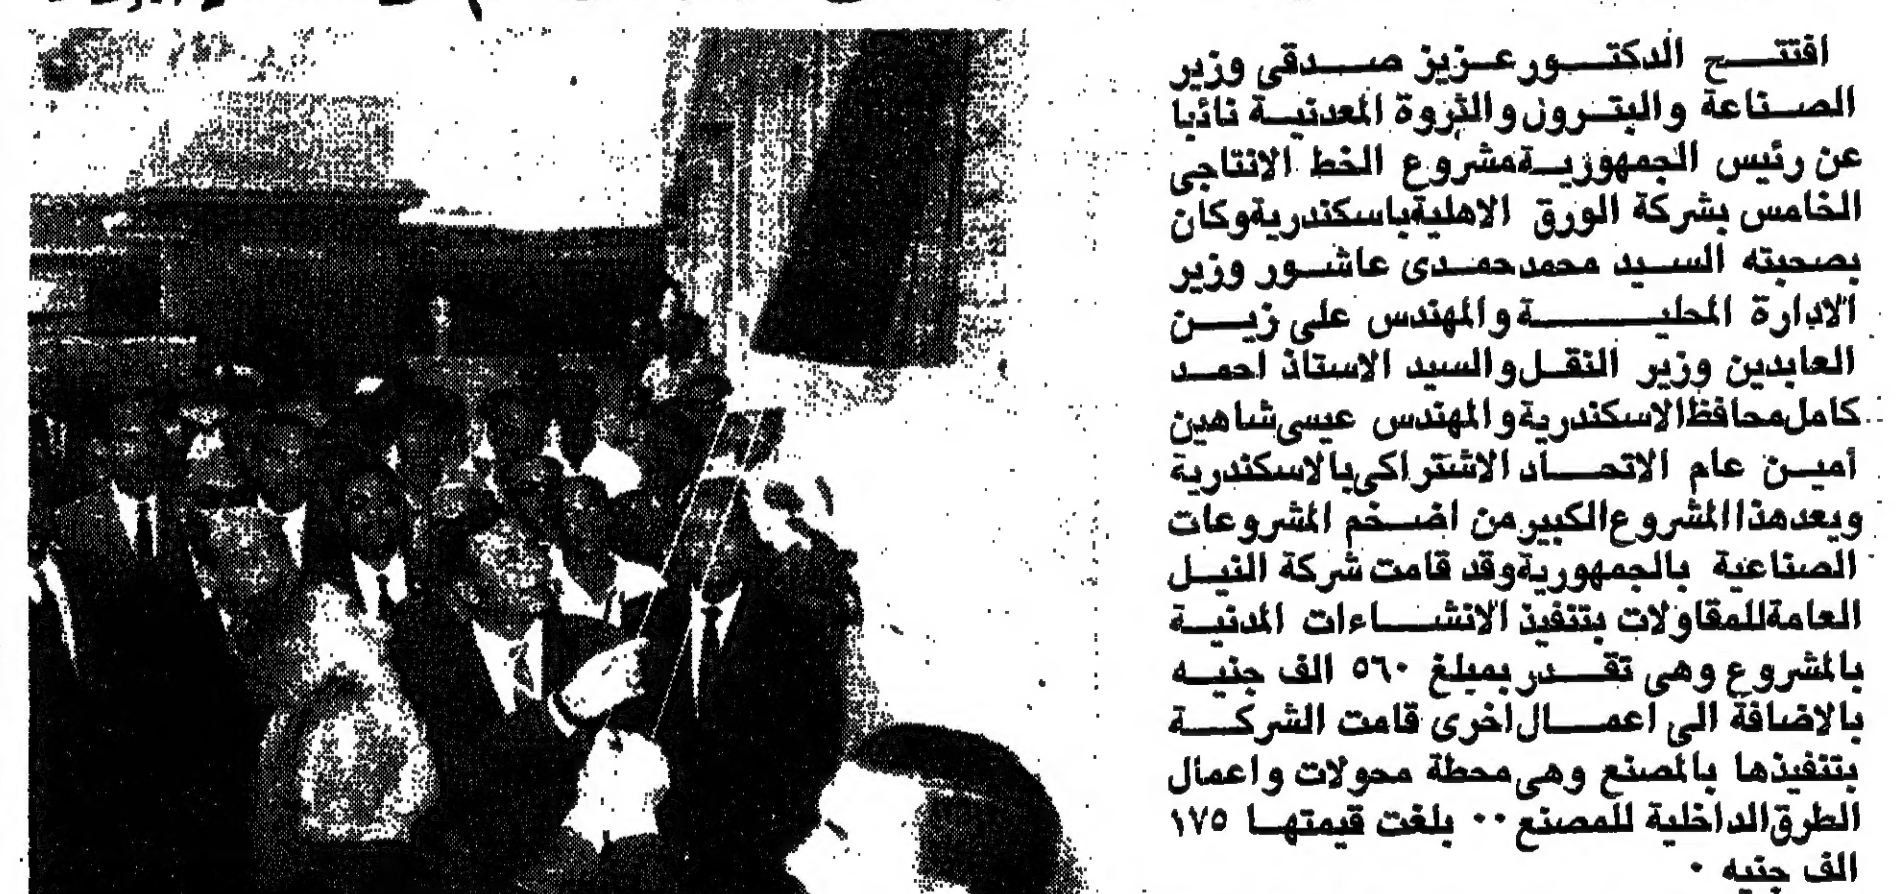 افتتح الدكتور عزيز صدقى وزير
الصناعة والبترول والثروة المعدنية نائبا
عن رئيس الجمهورية مشروع الخط الانتاجى
الخامس بشركة الورق الاهلية باسكندرية وكان
بصحبته السيد محمد حمدى عاشور وزير
الادارة المحلية والمهندس على زين
العابدين وزير النقل والسيد الاستاذ احمد
كامل محافظ الاسكندرية والمهندس عيسى شاهين
أمين عام الاتحاد الاشتراكى بالاسكندرية
ويعد هذا المشروع الكبير من اضخم المشروعات
الصناعية بالجمهورية وقد قامت شركة النيل
العامة للمقاولات بتنفيذ الانشاءات المدنية
بالمشروع وهى تقدر بمبلغ ٥٦٠ الف جنيه
بالاضافة الى اعمال اخرى قامت الشركة
بتنفيذها بالمصنع وهى محطة محولات واعمال
الطرق الداخلية للمصنع ٠٠ بلغت قيمتها ١٧٥
الف جنيه ٠